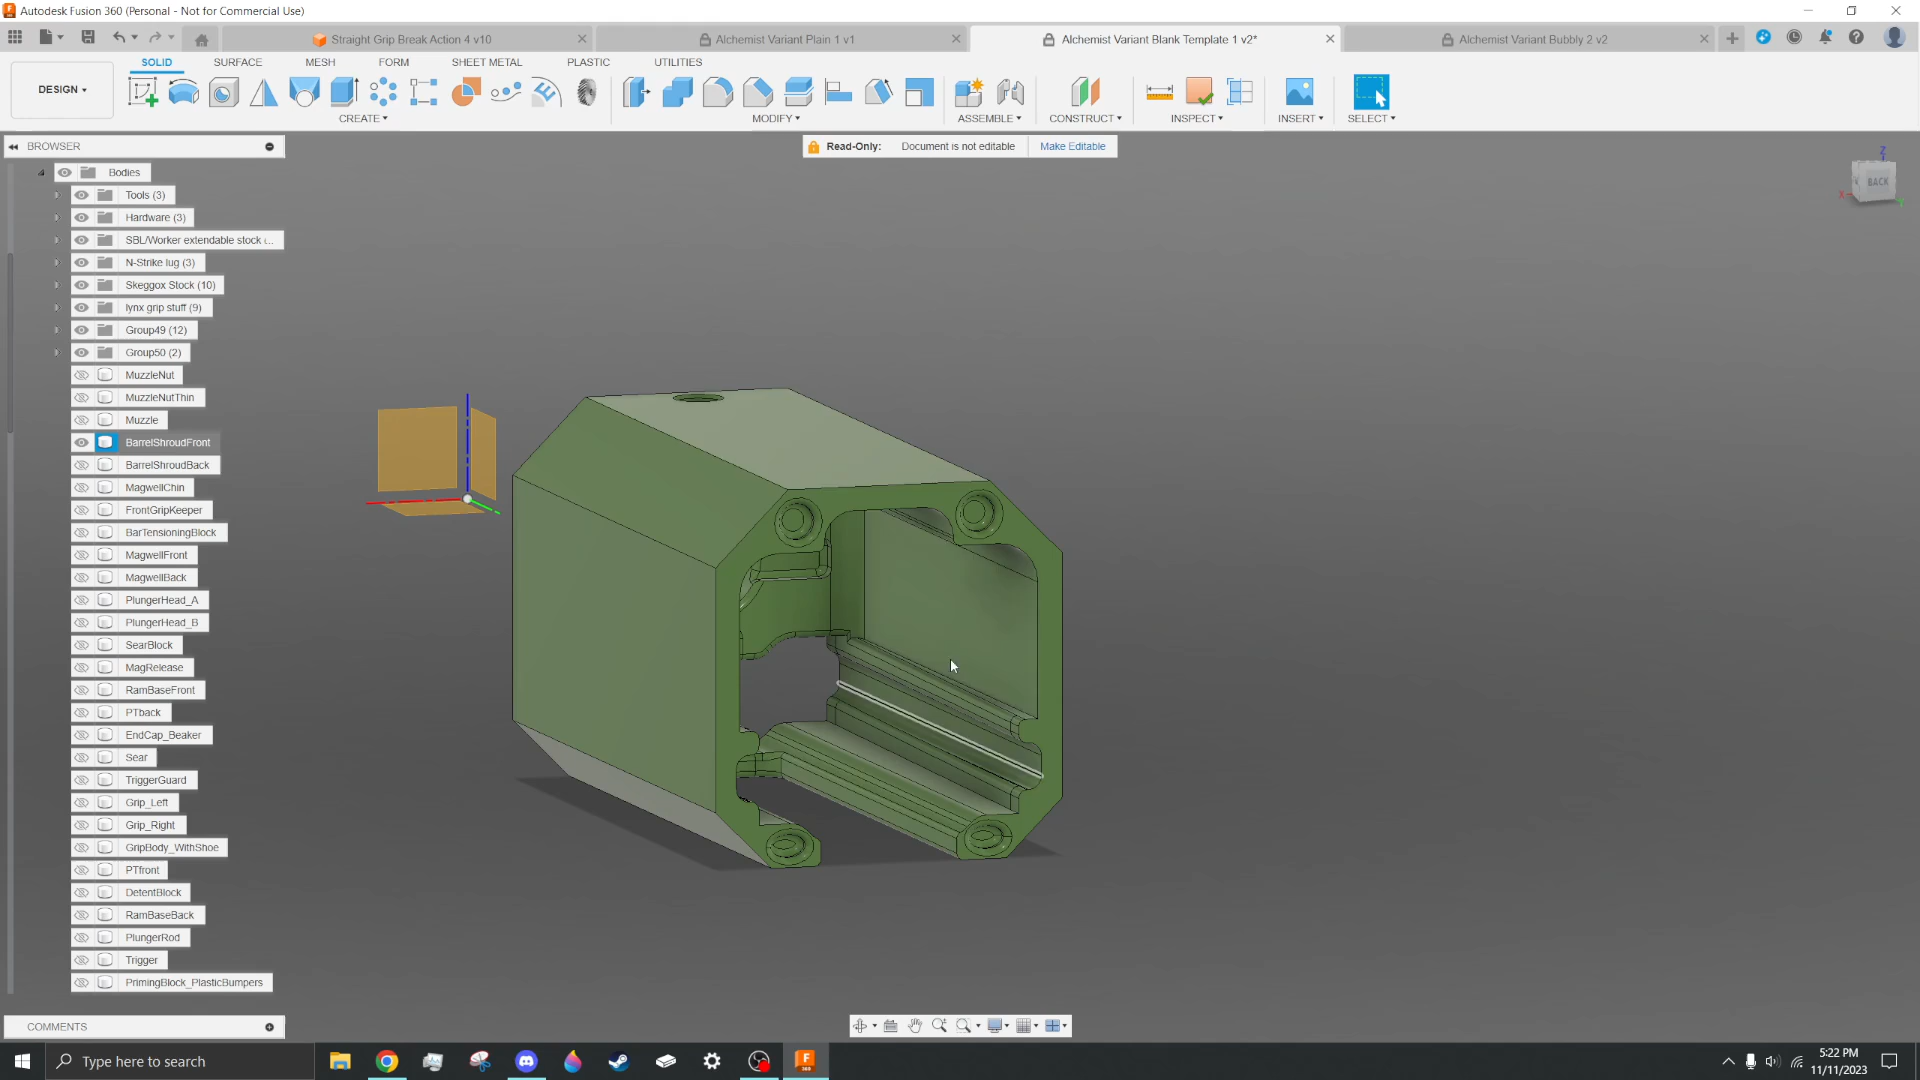 Autodesk Fusion 360 (Personal - Not for Commercial Use)
Straight Grip Break Action 4 v10
Alchemist Variant Plain 1 v1
Alchemist Variant Blank Template 1 v2*
Alchemist Variant Bubbly 2 v2
SOLID SURFACE MESH FORM SHEET METAL PLASTIC UTILITIES
DESIGN
CREATE MODIFY ASSEMBLE CONSTRUCT INSPECT INSERT SELECT
BROWSER
Read-Only: Document is not editable Make Editable
Z
BACK
X
Y
Bodies
Tools (3)
Hardware (3)
SBL/Worker extendable stock (...
N-Strike lug (3)
Skeggox Stock (10)
lynx grip stuff (9)
Group49 (12)
Group50 (2)
MuzzleNut
MuzzleNutThin
Muzzle
BarrelShroudFront
BarrelShroudBack
MagwellChin
FrontGripKeeper
BarTensioningBlock
MagwellFront
MagwellBack
PlungerHead_A
PlungerHead_B
SearBlock
MagRelease
RamBaseFront
PTback
EndCap_Beaker
Sear
TriggerGuard
Grip_Left
Grip_Right
GripBody_WithShoe
PTfront
DetentBlock
RamBaseBack
PlungerRod
Trigger
PrimingBlock_PlasticBumpers
COMMENTS
Type here to search
F
360
5:22 PM
11/11/2023